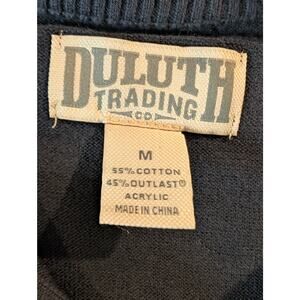 DULUTH
TRADING
CO
M
55% COTTON
45% OUTLAST®
ACRYLIC
MADE IN CHINA